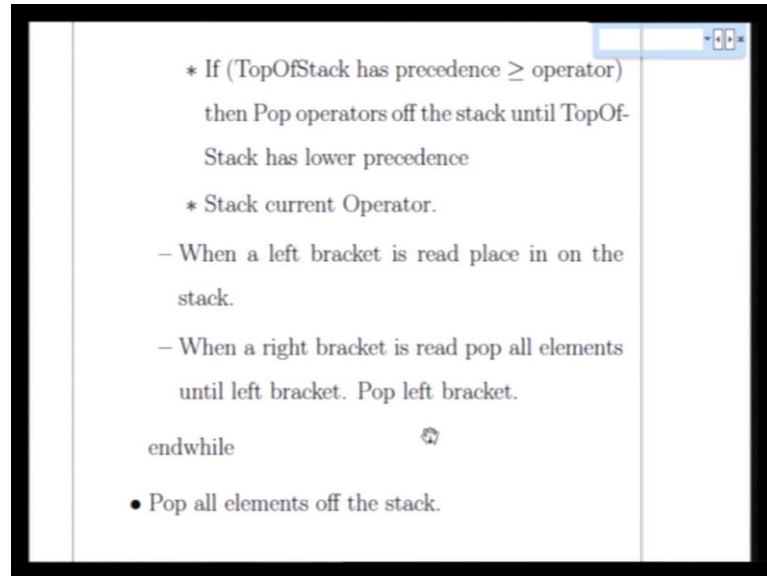 ∗ If (TopOfStack has precedence ≥ operator)
then Pop operators off the stack until TopOf-
Stack has lower precedence
∗ Stack current Operator.
– When a left bracket is read place in on the
stack.
– When a right bracket is read pop all elements
until left bracket. Pop left bracket.
endwhile
• Pop all elements off the stack.